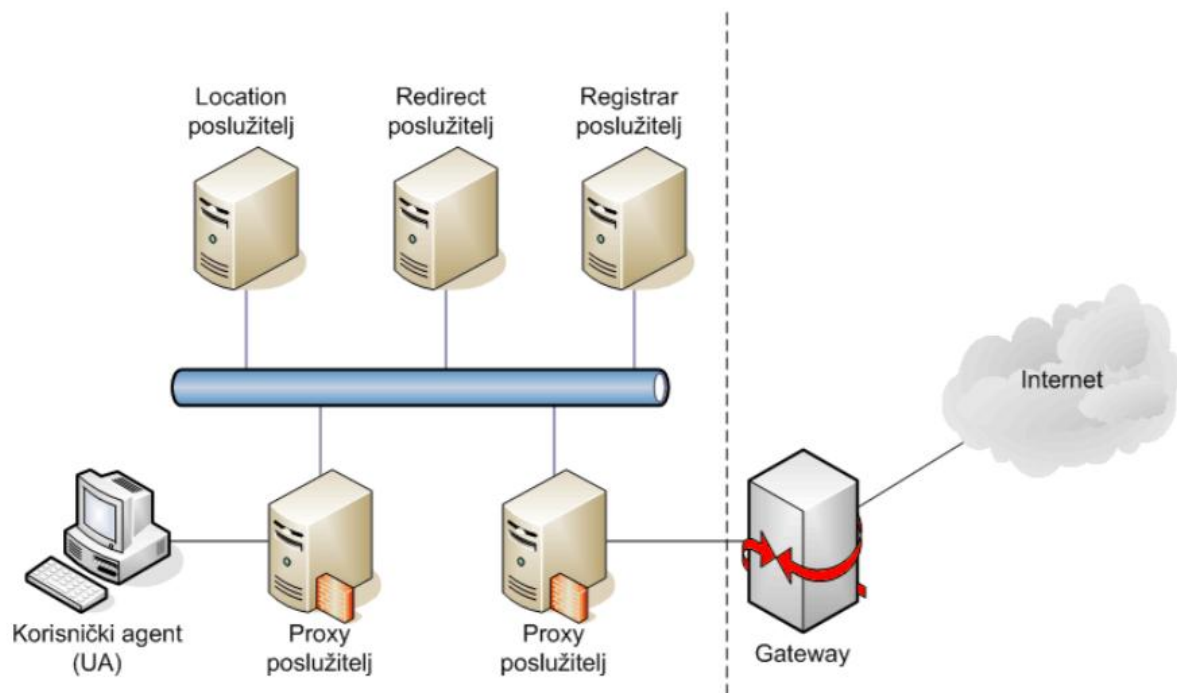 Location
poslužitelj
Redirect
poslužitelj
Registrar
poslužitelj
Internet
Korisnički agent
(UA)
Proxy
poslužitelj
Proxy
poslužitelj
Gateway